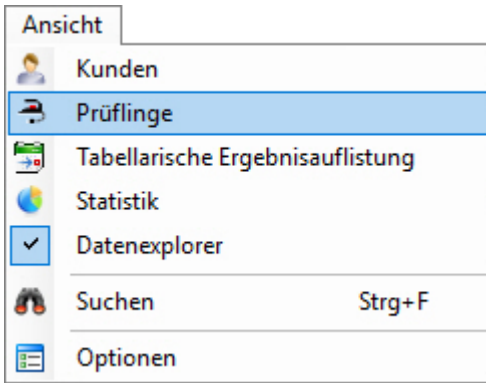 Ansicht
Kunden
Prüflinge
Tabellarische Ergebnisauflistung
Statistik
Datenexplorer
Suchen Strg+F
Optionen